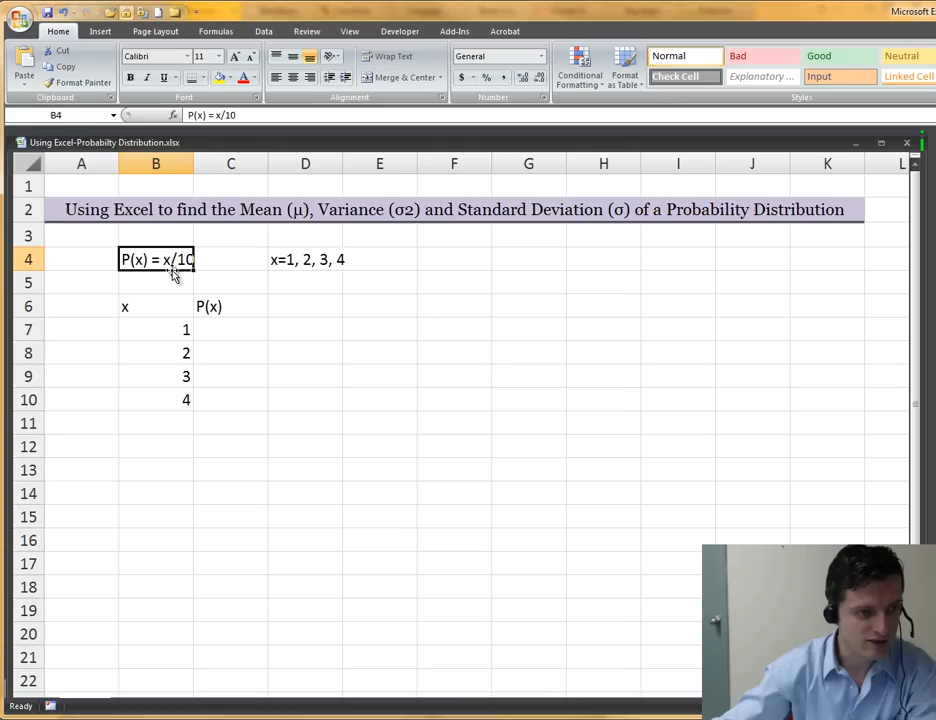 Microsoft Ex
Home Insert Page Layout Formulas Data Review View Developer Add-Ins Acrobat
Paste
Cut
Copy
Format Painter
Clipboard
Calibri 11 A A
B I U A
Font
Wrap Text
Merge & Center
Alignment
General
$ % ,
Number
Conditional Formatting
Format as Table
Normal Bad Good Neutral
Check Cell Explanatory ... Input Linked Cell
Styles
B4 fx P(x) = x/10
Using Excel-Probabilty Distribution.xlsx
A B C D E F G H I J K L
1
2 Using Excel to find the Mean (μ), Variance (σ2) and Standard Deviation (σ) of a Probability Distribution
3
4 P(x) = x/10 x=1, 2, 3, 4
5
6 x P(x)
7 1
8 2
9 3
10 4
11
12
13
14
15
16
17
18
19
20
21
22
Ready